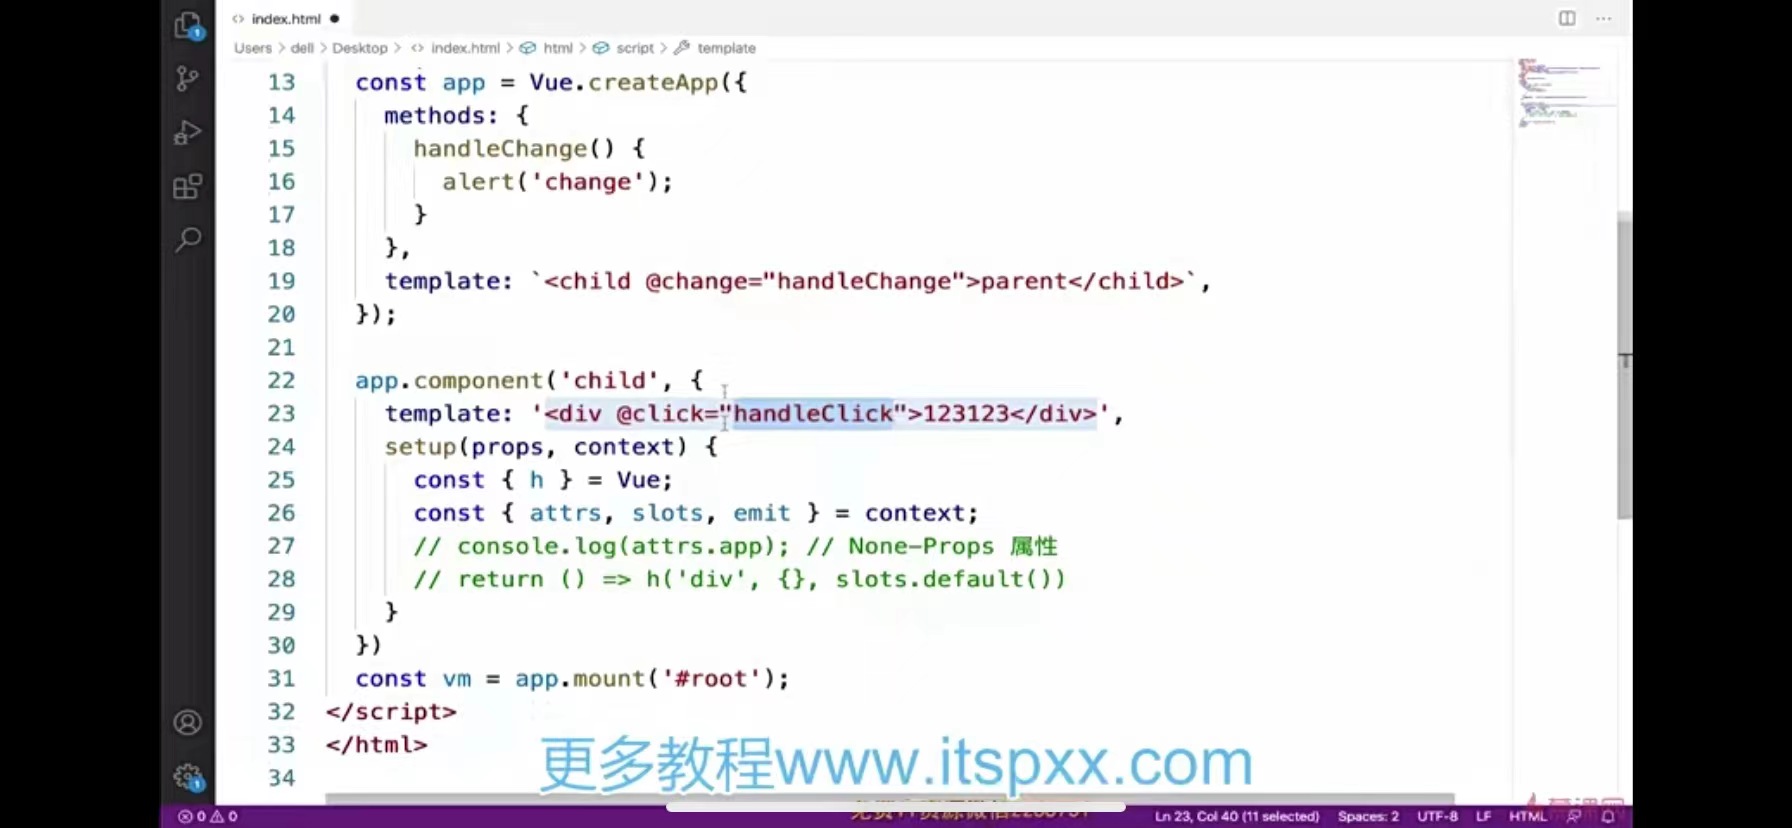 index.html
Users > dell > Desktop > index.html > html > script > template
13 const app = Vue.createApp({
14 methods: {
15 handleChange() {
16 alert('change');
17 }
18 },
19 template: `<child @change="handleChange">parent</child>`,
20 });
21
22 app.component('child', {
23 template: '<div @click="handleClick">123123</div>',
24 setup(props, context) {
25 const { h } = Vue;
26 const { attrs, slots, emit } = context;
27 // console.log(attrs.app); // None-Props 属性
28 // return () => h('div', {}, slots.default())
29 }
30 })
31 const vm = app.mount('#root');
32 </script>
33 </html>
34
更多教程www.itspxx.com
0 0 Ln 23, Col 40 (11 selected) Spaces: 2 UTF-8 LF HTML